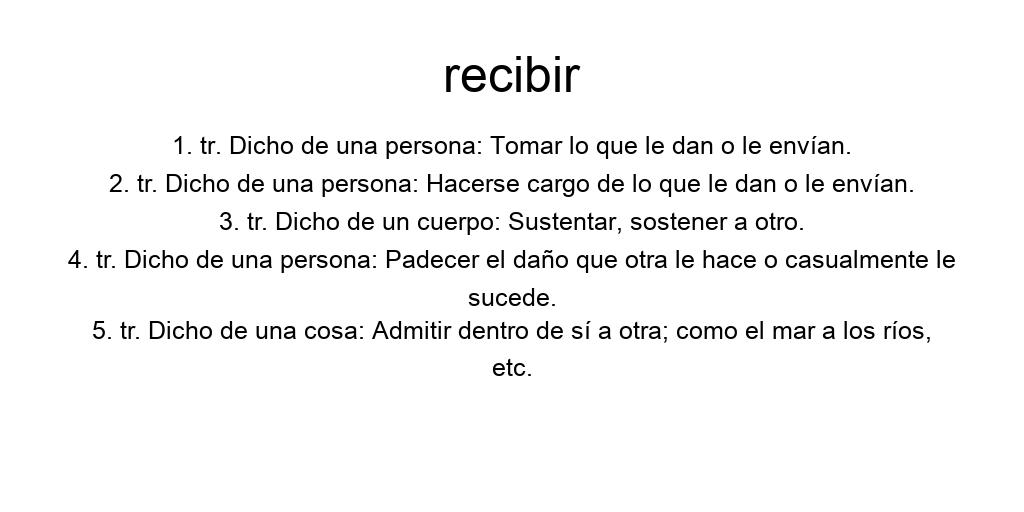 recibir
1. tr. Dicho de una persona: Tomar lo que le dan o le envían.
2. tr. Dicho de una persona: Hacerse cargo de lo que le dan o le envían.
3. tr. Dicho de un cuerpo: Sustentar, sostener a otro.
4. tr. Dicho de una persona: Padecer el daño que otra le hace o casualmente le
sucede.
5. tr. Dicho de una cosa: Admitir dentro de sí a otra; como el mar a los ríos,
etc.